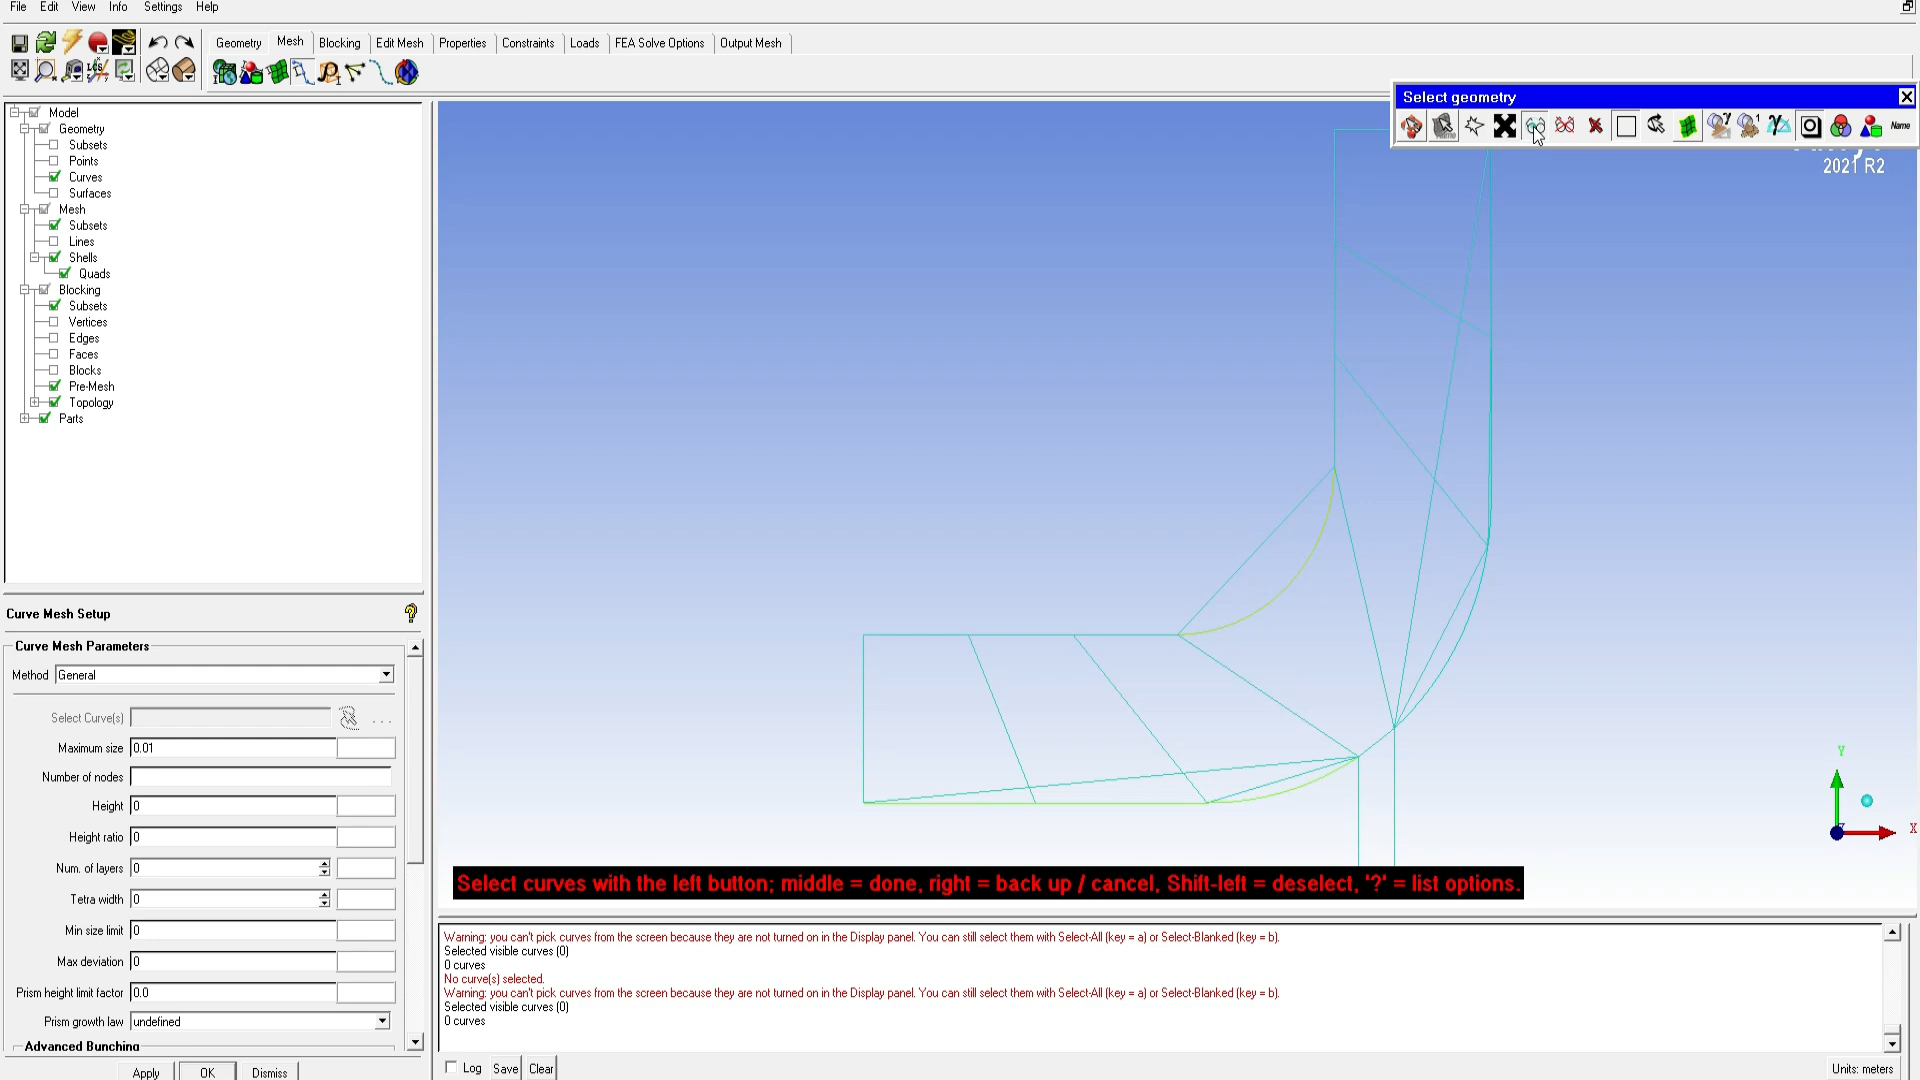 File Edit View Info Settings Help
Geometry Mesh Blocking Edit Mesh Properties Constraints Loads FEA Solve Options Output Mesh
Select geometry
Name
2021 R2
Model
Geometry
Subsets
Points
Curves
Surfaces
Mesh
Subsets
Lines
Shells
Quads
Blocking
Subsets
Vertices
Edges
Faces
Blocks
Pre-Mesh
Topology
Parts
Curve Mesh Setup
Curve Mesh Parameters
Method General
Select Curve(s) ...
Maximum size 0.01
Number of nodes
Height 0
Height ratio 0
Num. of layers 0
Tetra width 0
Min size limit 0
Max deviation 0
Prism height limit factor 0.0
Prism growth law undefined
Advanced Bunching
Apply OK Dismiss
Y
X
Select curves with the left button; middle = done, right = back up / cancel, Shift-left = deselect, '?' = list options.
Warning: you can't pick curves from the screen because they are not turned on in the Display panel. You can still select them with Select-All (key = a) or Select-Blanked (key = b).
Selected visible curves (0)
0 curves
No curve(s) selected.
Warning: you can't pick curves from the screen because they are not turned on in the Display panel. You can still select them with Select-All (key = a) or Select-Blanked (key = b).
Selected visible curves (0)
0 curves
Log Save Clear
Units: meters